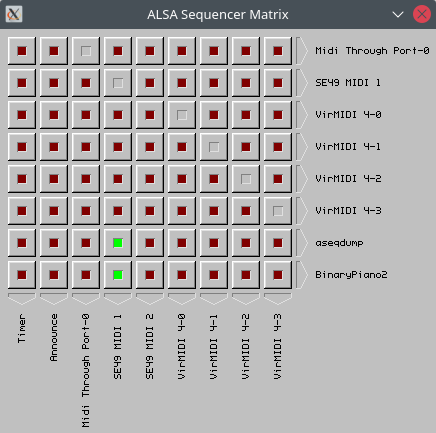 ALSA Sequencer Matrix
Midi Through Port-0
SE49 MIDI 1
VirMIDI 4-0
VirMIDI 4-1
VirMIDI 4-2
VirMIDI 4-3
aseqdump
BinaryPiano2
Timer
Announce
Midi Through Port-0
SE49 MIDI 1
SE49 MIDI 2
VirMIDI 4-0
VirMIDI 4-1
VirMIDI 4-2
VirMIDI 4-3